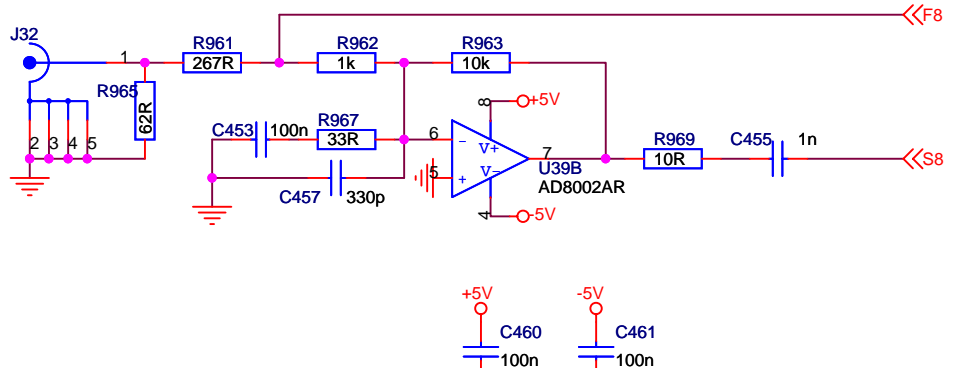 F8
J32
1
R961
267R
R962
1k
R963
10k
R965
62R
2
3
4
5
C453
100n
R967
33R
C457
330p
6
5
8
+5V
V+
V-
7
U39B
AD8002AR
4
-5V
R969
10R
C455
1n
S8
+5V
-5V
C460
100n
C461
100n